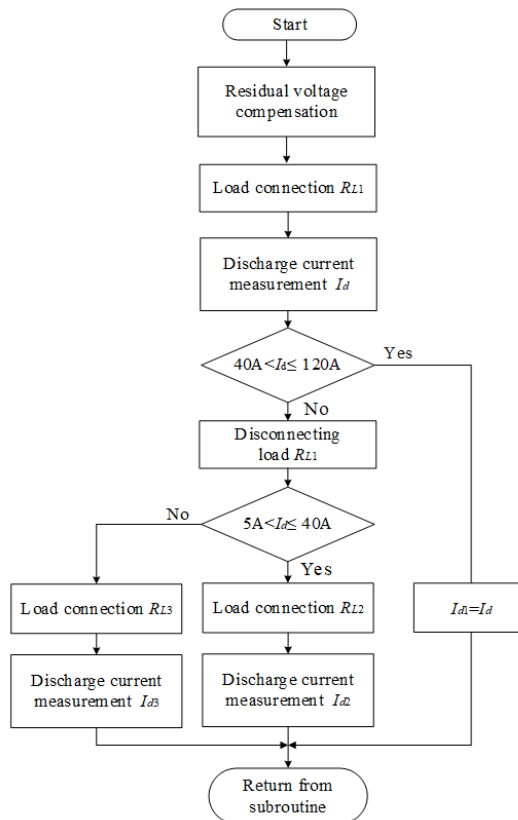 Start
Residual voltage
compensation
Load connection RL1
Discharge current
measurement Id
40A<Id≤ 120A
Yes
No
Disconnecting
load RL1
5A<Id≤ 40A
No
Yes
Load connection RL3
Load connection RL2
Id1=Id
Discharge current
measurement Id3
Discharge current
measurement Id2
Return from
subroutine